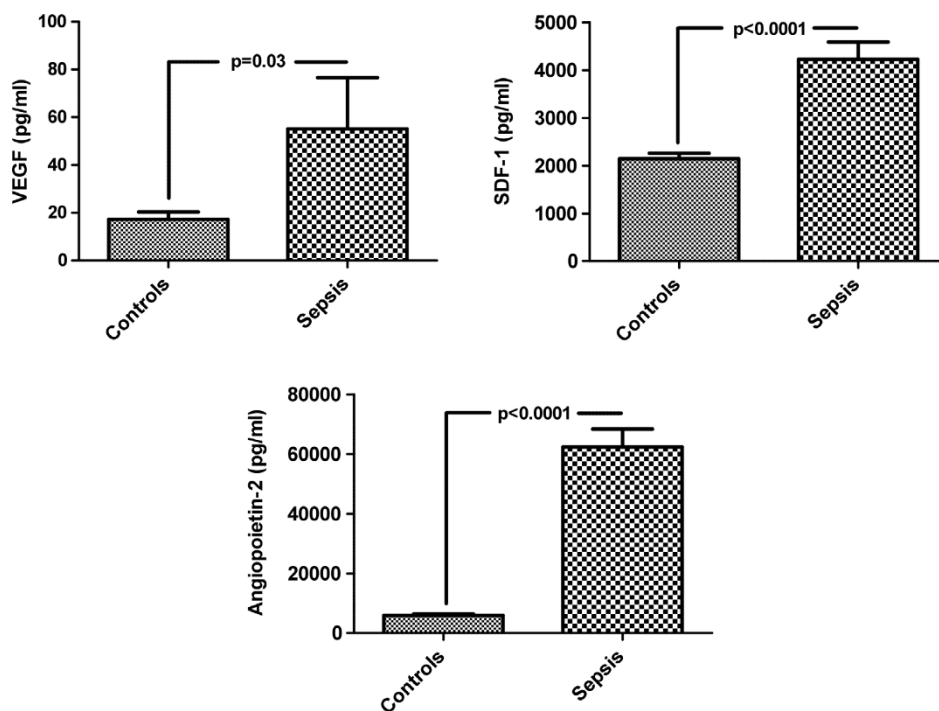 VEGF (pg/ml)
100
80
60
40
20
0
p=0.03
Controls
Sepsis
SDF-1 (pg/ml)
5000
4000
3000
2000
1000
0
p<0.0001
Controls
Sepsis
Angiopoietin-2 (pg/ml)
80000
60000
40000
20000
0
p<0.0001
Controls
Sepsis